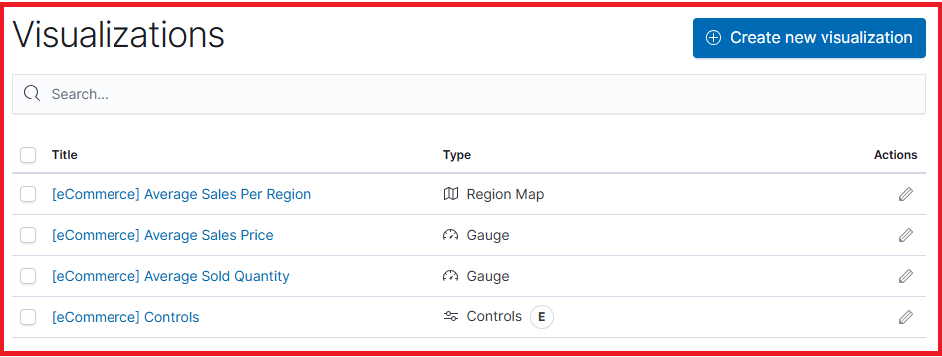 Visualizations
Create new visualization
Search...
Title Type Actions
[eCommerce] Average Sales Per Region Region Map
[eCommerce] Average Sales Price Gauge
[eCommerce] Average Sold Quantity Gauge
[eCommerce] Controls Controls E